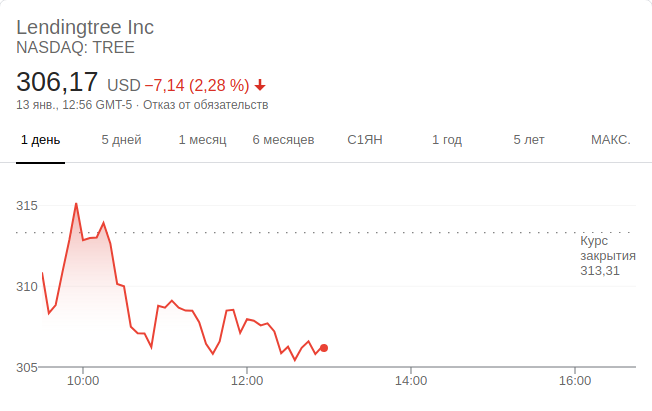 Lendingtree Inc
NASDAQ: TREE
306,17 USD −7,14 (2,28 %)
13 янв., 12:56 GMT-5 · Отказ от обязательств
1 день 5 дней 1 месяц 6 месяцев С1ЯН 1 год 5 лет МАКС.
315
Курс
закрытия
313,31
310
305
10:00 12:00 14:00 16:00